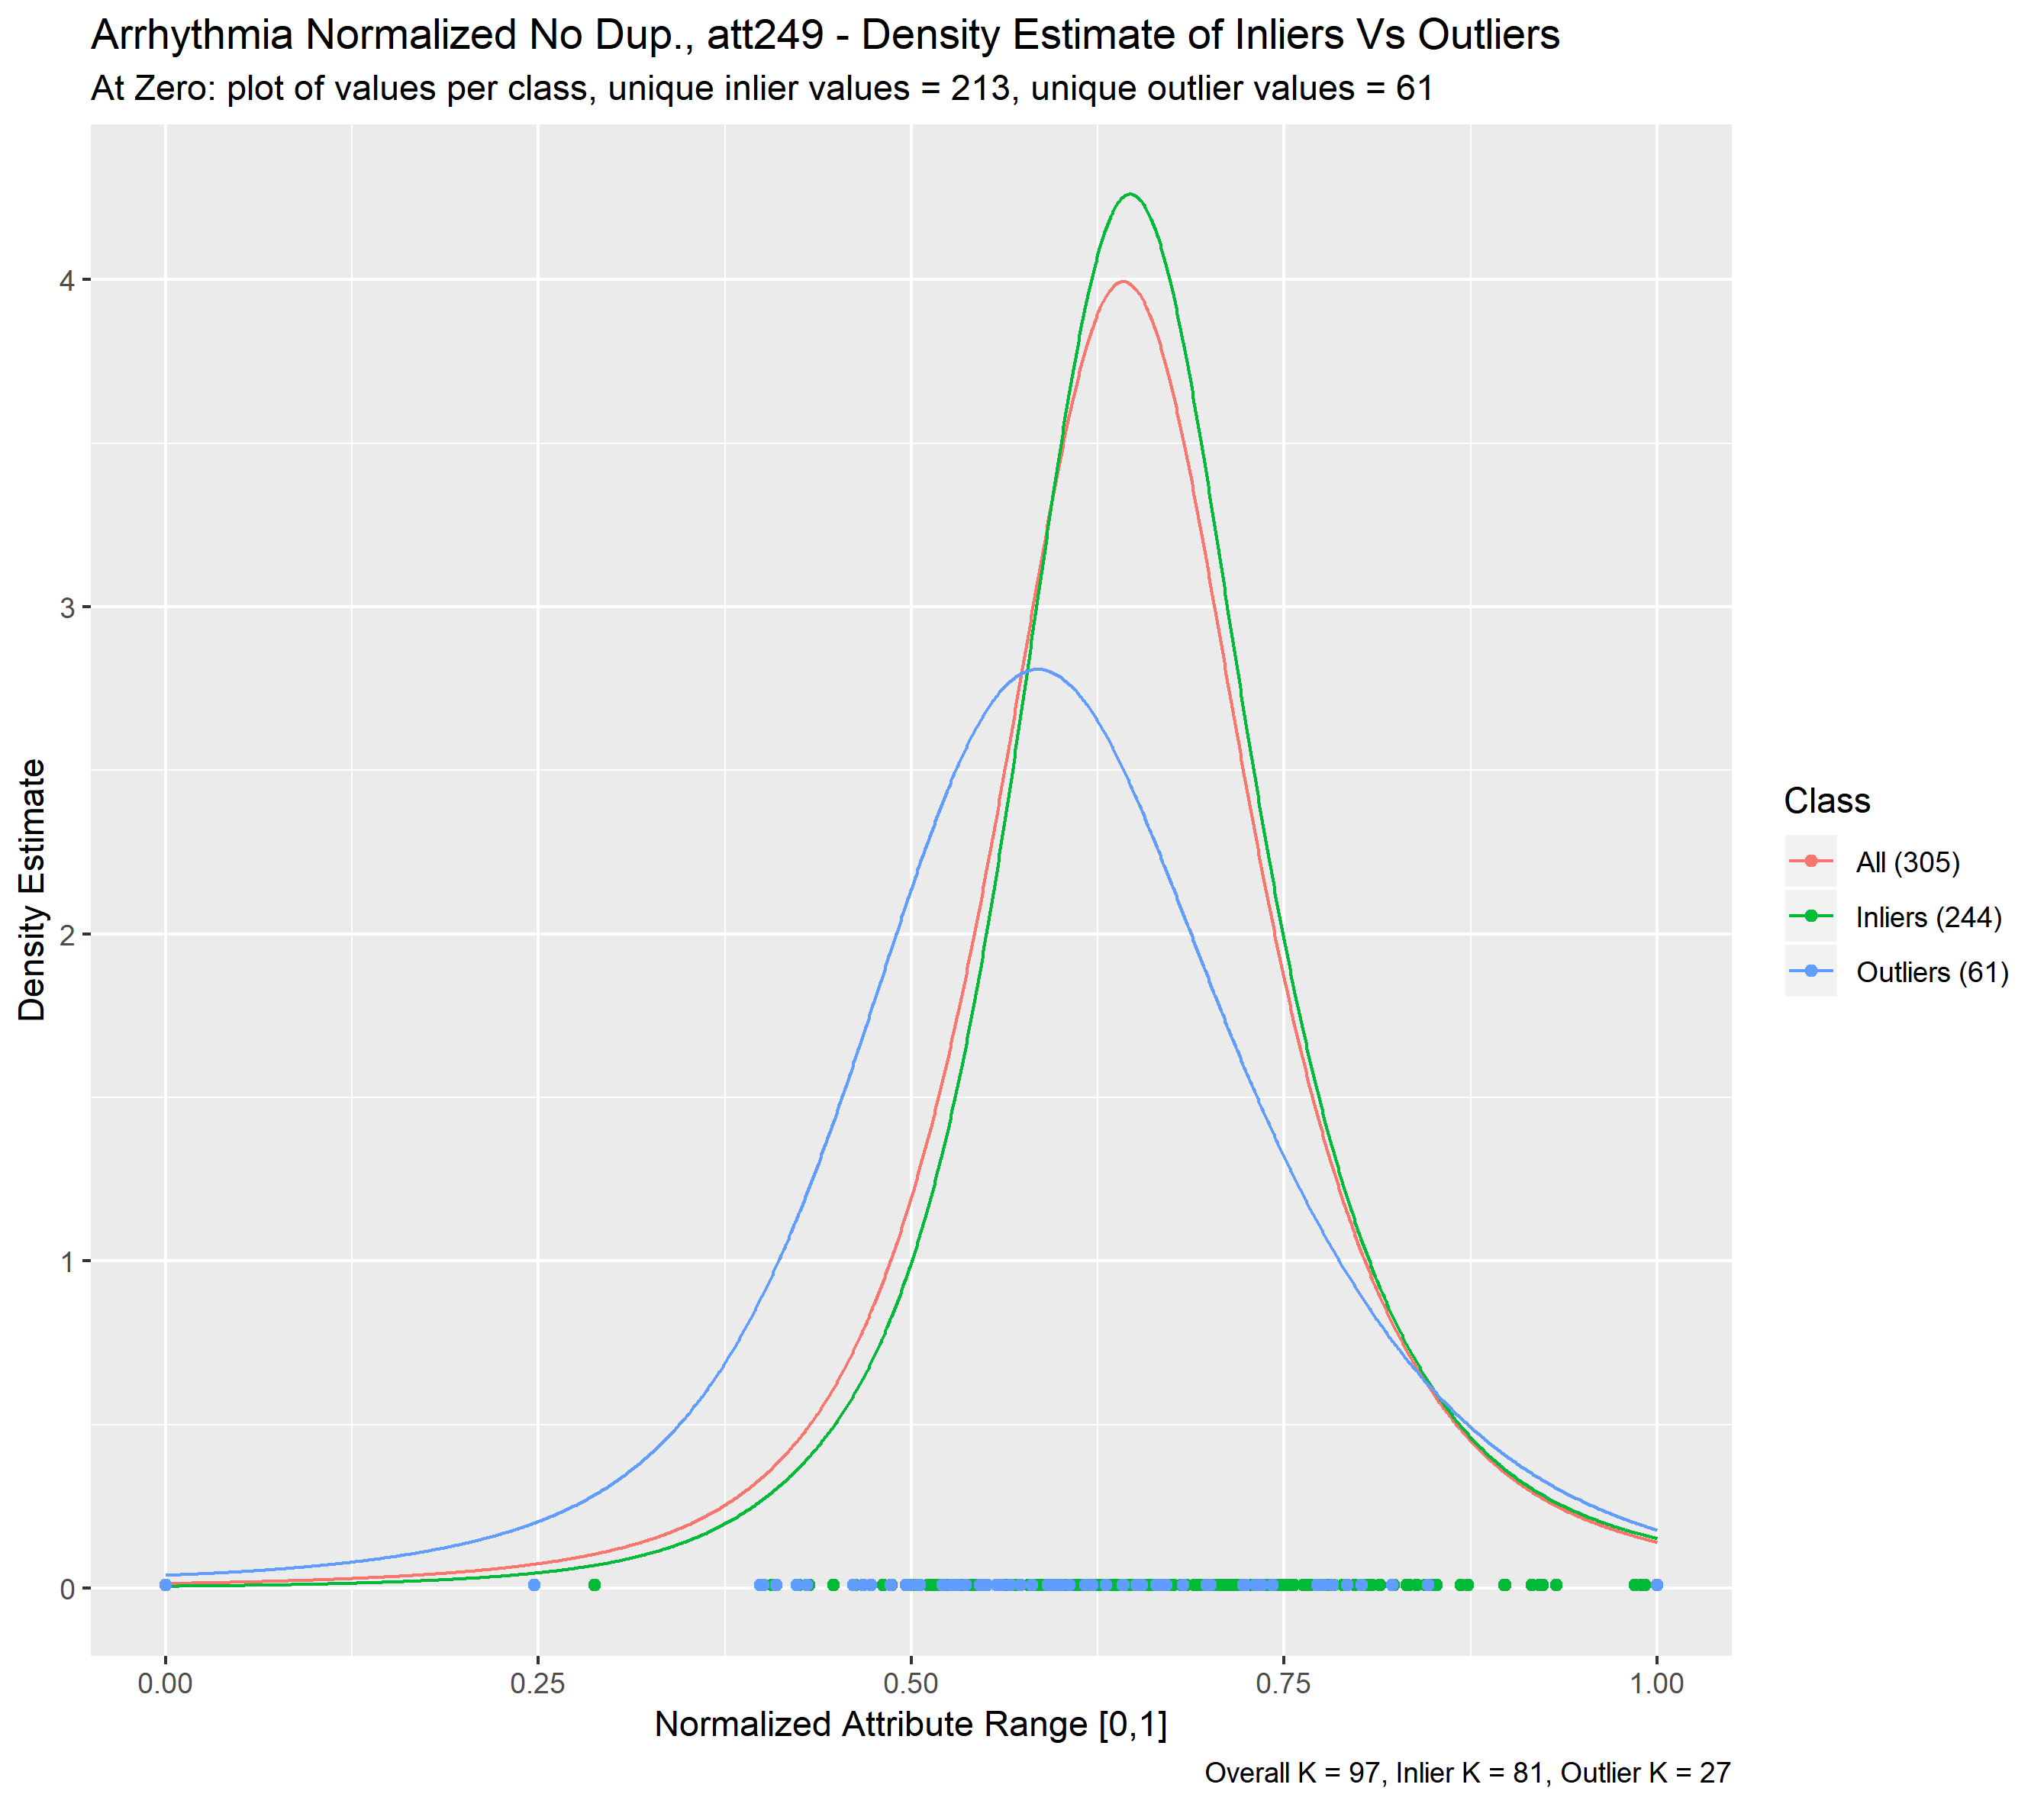 Arrhythmia Normalized No Dup., att249 - Density Estimate of Inliers Vs Outliers
At Zero: plot of values per class, unique inlier values = 213, unique outlier values = 61
4
3
2
1
0
Density Estimate
0.00 0.25 0.50 0.75 1.00
Normalized Attribute Range [0,1]
Class
All (305)
Inliers (244)
Outliers (61)
Overall K = 97, Inlier K = 81, Outlier K = 27